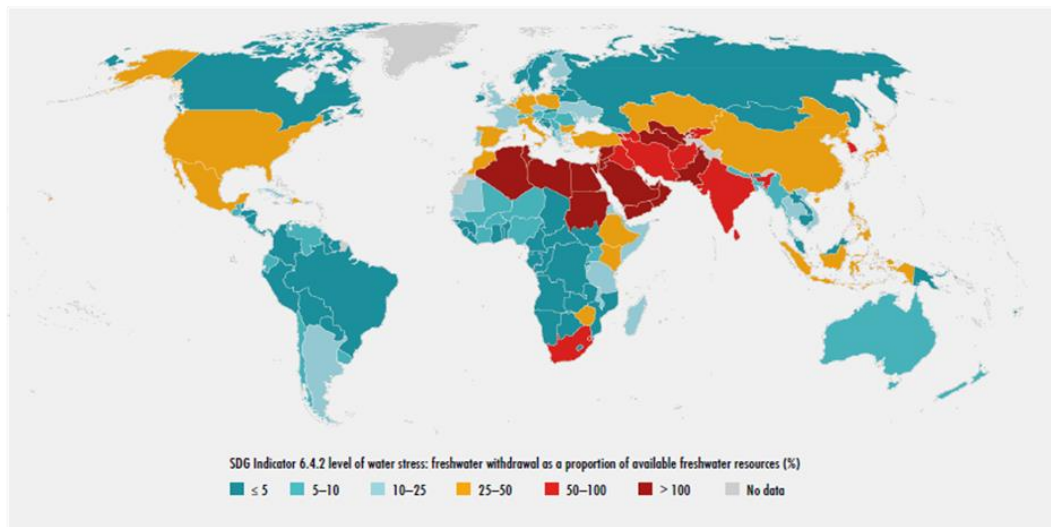 SDG Indicator 6.4.2 level of water stress: freshwater withdrawal as a proportion of available freshwater resources (%)
≤ 5 5–10 10–25 25–50 50–100 > 100 No data